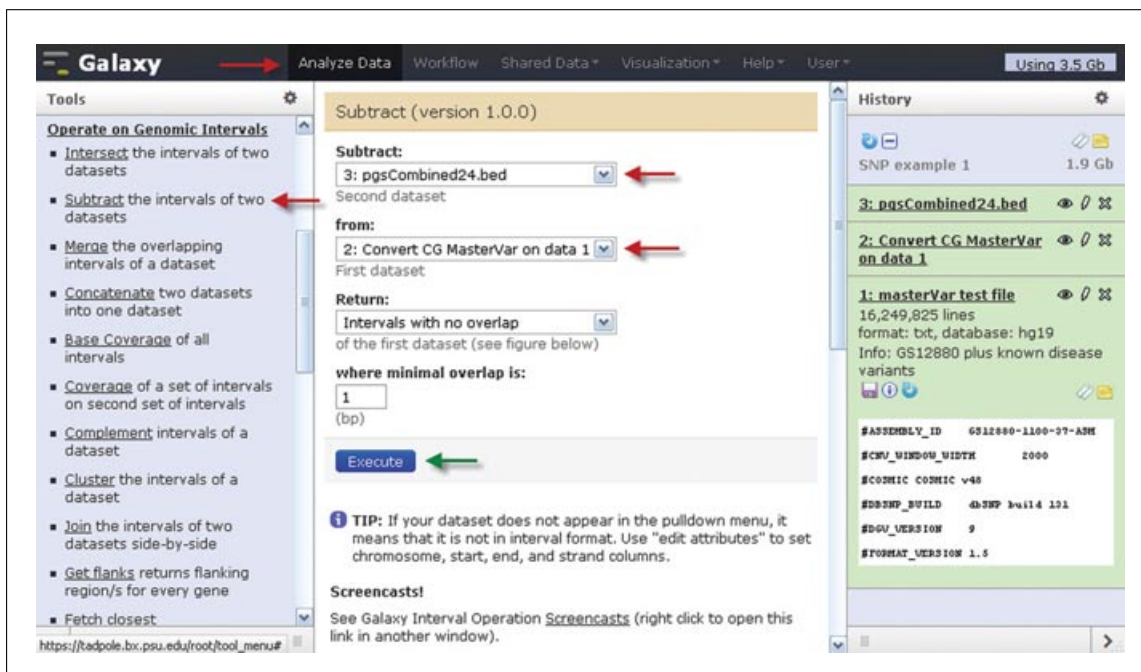 Galaxy
Analyze Data Workflow Shared Data Visualization Help User
Using 3.5 Gb
Tools
Operate on Genomic Intervals
Intersect the intervals of two
datasets
Subtract the intervals of two
datasets
Merge the overlapping
intervals of a dataset
Concatenate two datasets
into one dataset
Base Coverage of all
intervals
Coverage of a set of intervals
on second set of intervals
Complement intervals of a
dataset
Cluster the intervals of a
dataset
Join the intervals of two
datasets side-by-side
Get flanks returns flanking
region/s for every gene
Fetch closest
https://tadpole.bx.psu.edu/root/tool_menu#
Subtract (version 1.0.0)
Subtract:
3: pgsCombined24.bed
Second dataset
from:
2: Convert CG MasterVar on data 1
First dataset
Return:
Intervals with no overlap
of the first dataset (see figure below)
where minimal overlap is:
1
(bp)
Execute
TIP: If your dataset does not appear in the pulldown menu, it
means that it is not in interval format. Use "edit attributes" to set
chromosome, start, end, and strand columns.
Screencasts!
See Galaxy Interval Operation Screencasts (right click to open this
link in another window).
History
SNP example 1 1.9 Gb
3: pgsCombined24.bed
2: Convert CG MasterVar
on data 1
1: masterVar test file
16,249,825 lines
format: txt, database: hg19
Info: GS12880 plus known disease
variants
#ASSEMBLY_ID GS12880-1100-37-ASM
#CNV_WINDOW_WIDTH 2000
#COSMIC COSMIC v48
#DBSNP_BUILD dbSNP build 131
#DGV_VERSION 9
#FORMAT_VERSION 1.5